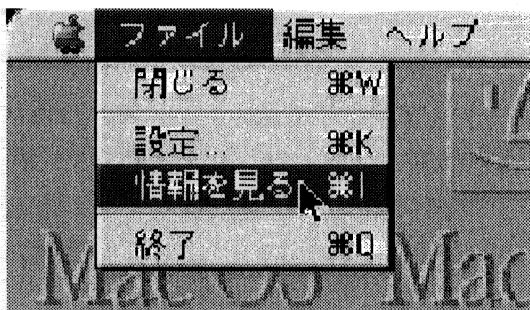 ファイル 編集 ヘルプ
閉じる ⌘W
設定... ⌘K
情報を見る ⌘I
終了 ⌘Q
Mac OS Mac